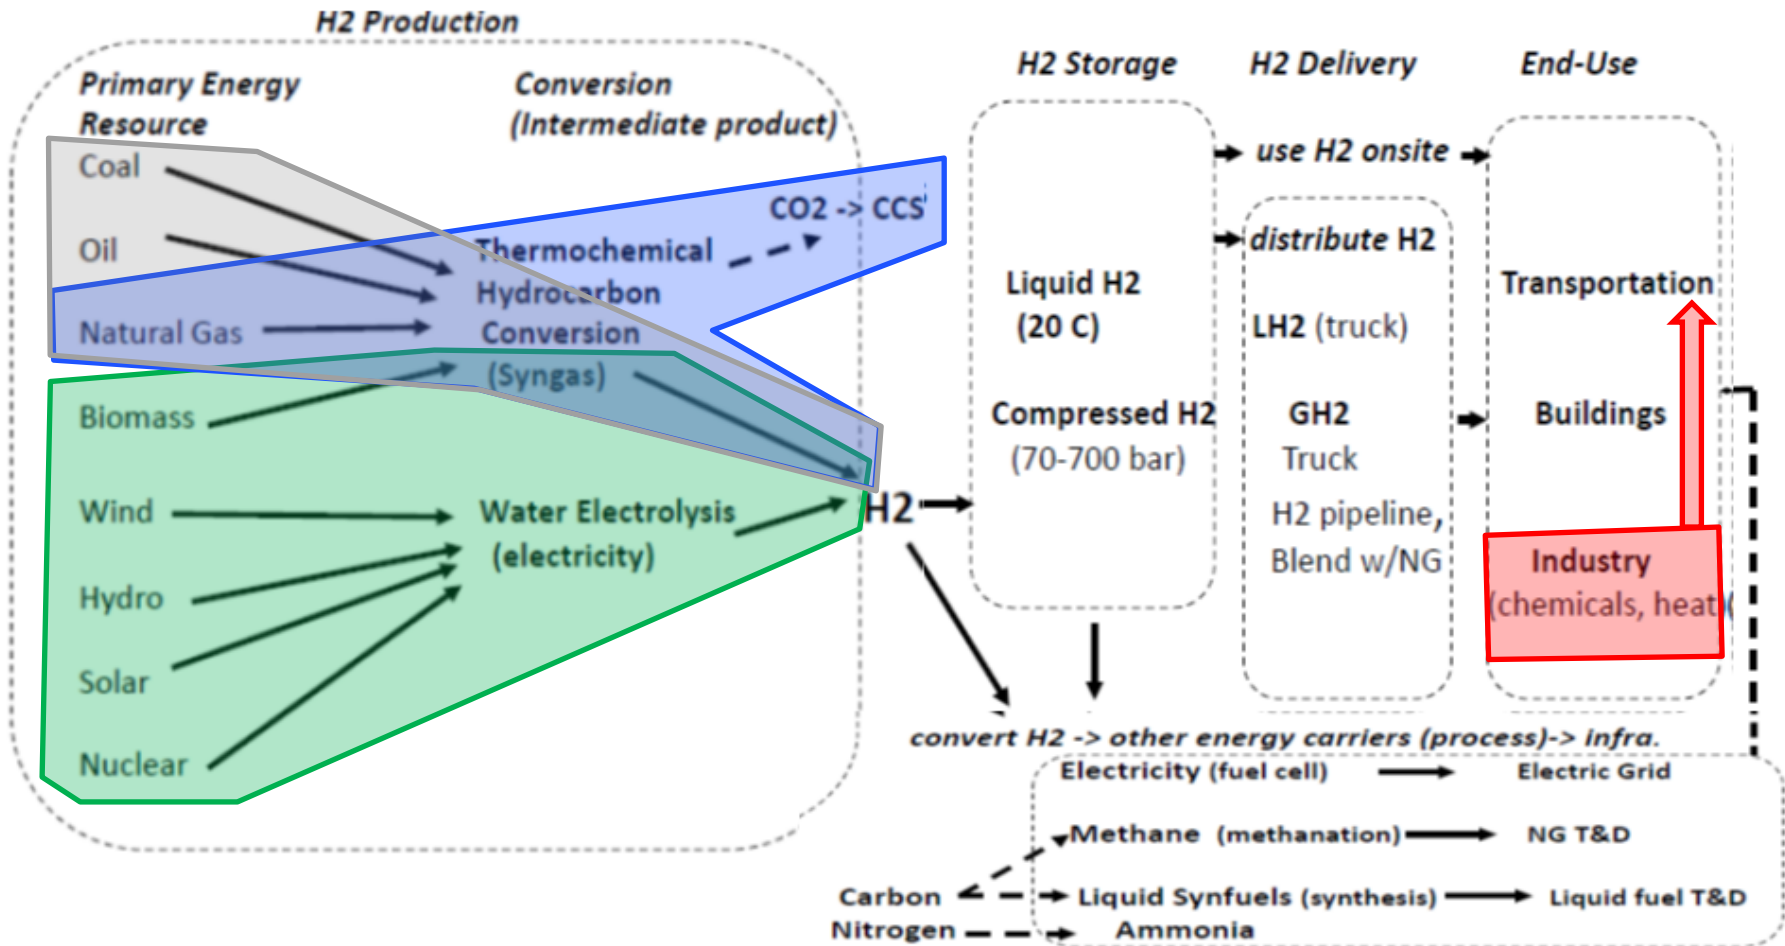 H2 Production
Primary Energy
Resource
Conversion
(Intermediate product)
Coal
Oil
Natural Gas
Biomass
Wind
Hydro
Solar
Nuclear
CO2 -> CCS
Thermochemical
Hydrocarbon
Conversion
(Syngas)
Water Electrolysis
(electricity)
H2
H2 Storage
Liquid H2
(20 C)
Compressed H2
(70-700 bar)
H2 Delivery
use H2 onsite
distribute H2
LH2 (truck)
GH2
Truck
H2 pipeline,
Blend w/NG
End-Use
Transportation
Buildings
Industry
(chemicals, heat)
convert H2 -> other energy carriers (process)-> infra.
Electricity (fuel cell) Electric Grid
Methane (methanation) NG T&D
Carbon Liquid Synfuels (synthesis) Liquid fuel T&D
Nitrogen Ammonia